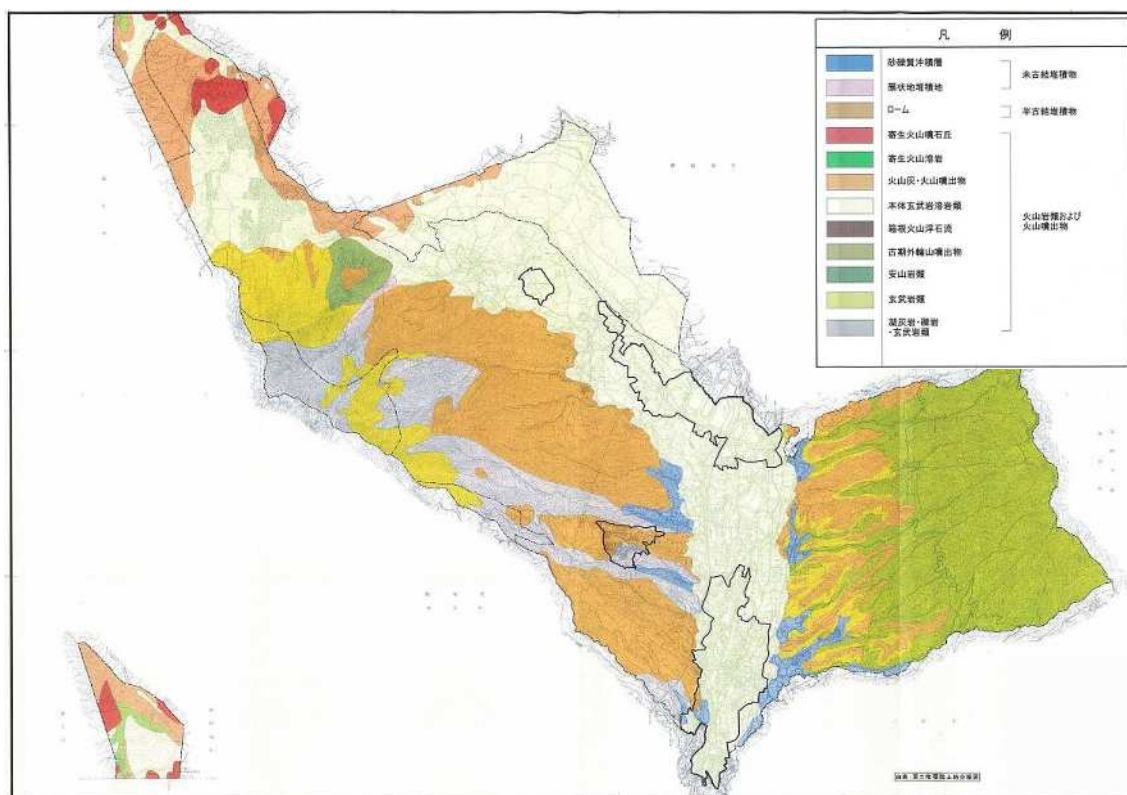 凡 例
砂礫質沖積層
扇状地堆積地
ローム
寄生火山噴石丘
寄生火山溶岩
火山灰・火山噴出物
本体玄武岩溶岩類
箱根火山浮石流
古期外輪山噴出物
安山岩類
玄武岩類
凝灰岩・礫岩
・玄武岩類
未古結堆積物
半古結堆積物
火山岩類および
火山噴出物